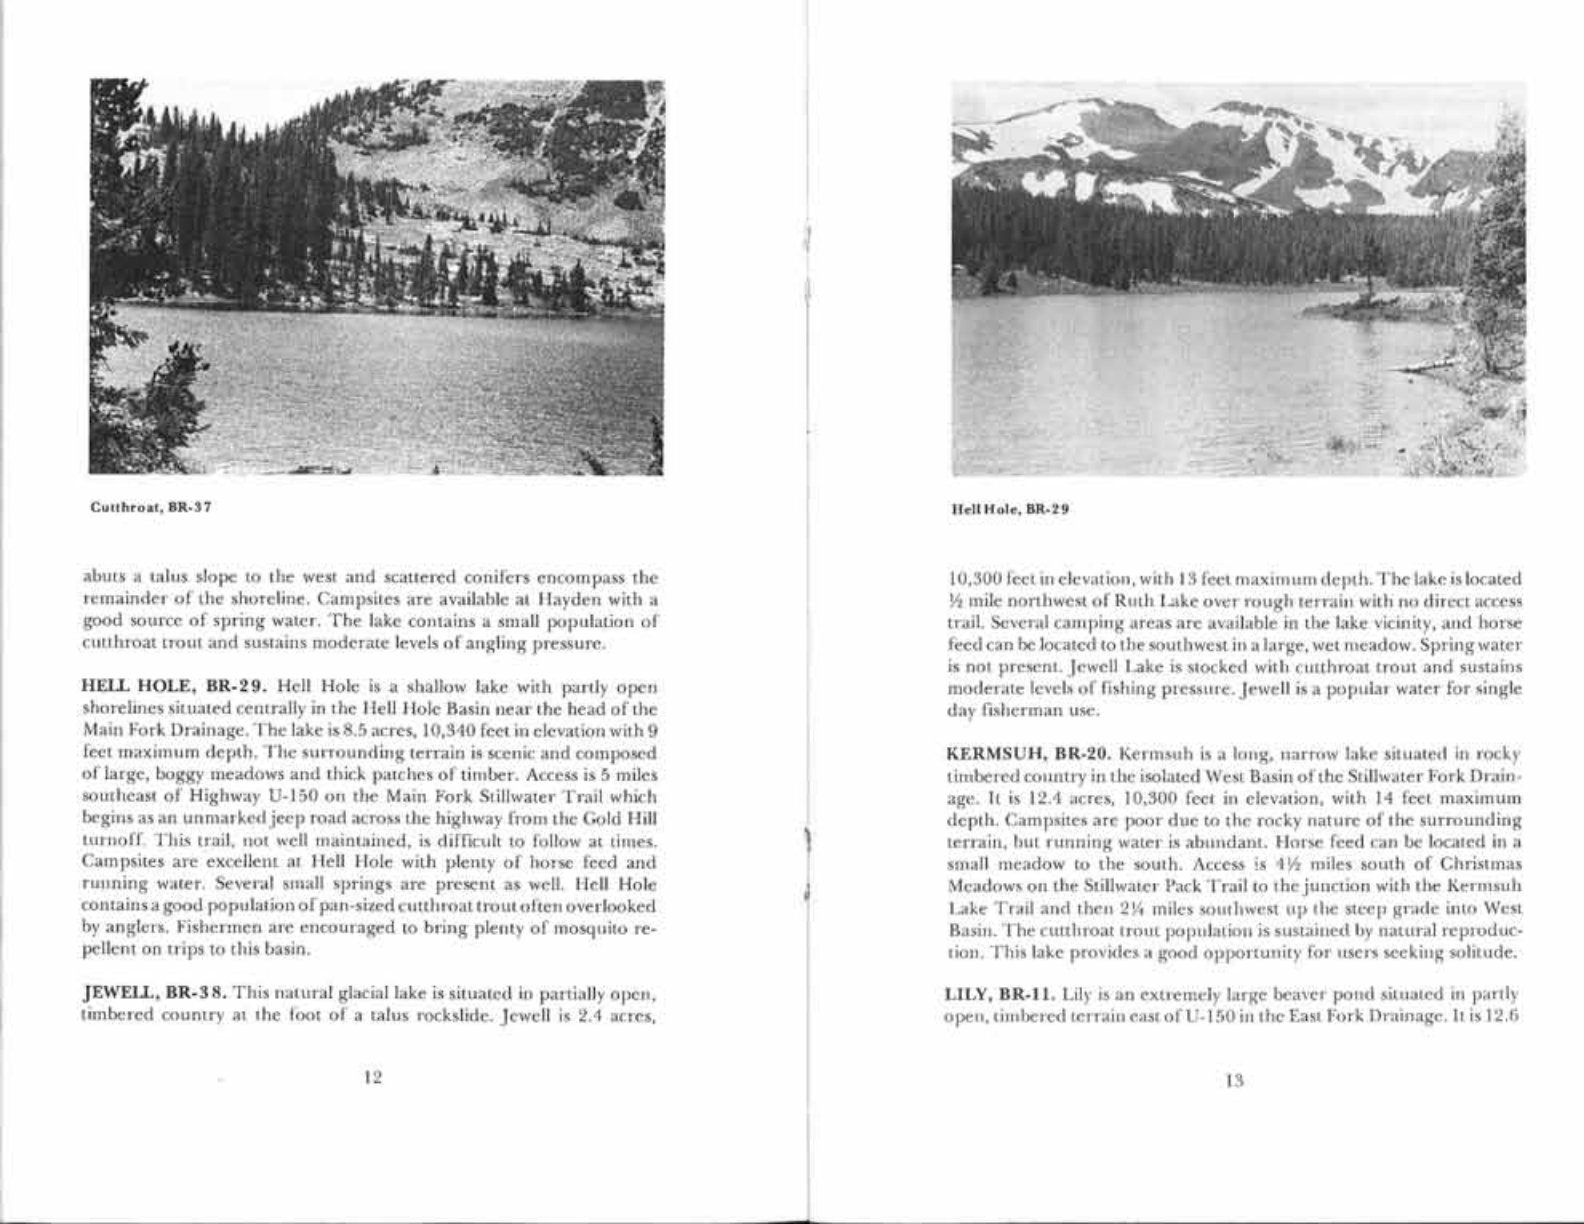 Cutthroat, BR-37
abuts a talus slope to the west and scattered conifers encompass the
remainder of the shoreline. Campsites are available at Hayden with a
good source of spring water. The lake contains a small population of
cutthroat trout and sustains moderate levels of angling pressure.
HELL HOLE, BR-29. Hell Hole is a shallow lake with partly open
shorelines situated centrally in the Hell Hole Basin near the head of the
Main Fork Drainage. The lake is 8.5 acres, 10,340 feet in elevation with 9
feet maximum depth. The surrounding terrain is scenic and composed
of large, boggy meadows and thick patches of timber. Access is 5 miles
southeast of Highway U-150 on the Main Fork Stillwater Trail which
begins as an unmarked jeep road across the highway from the Gold Hill
turnoff. This trail, not well maintained, is difficult to follow at times.
Campsites are excellent at Hell Hole with plenty of horse feed and
running water. Several small springs are present as well. Hell Hole
contains a good population of pan-sized cutthroat trout often overlooked
by anglers. Fishermen are encouraged to bring plenty of mosquito re-
pellent on trips to this basin.
JEWELL, BR-38. This natural glacial lake is situated in partially open,
timbered country at the foot of a talus rockslide. Jewell is 2.4 acres,
12
Hell Hole, BR-29
10,300 feet in elevation, with 13 feet maximum depth. The lake is located
½ mile northwest of Ruth Lake over rough terrain with no direct access
trail. Several camping areas are available in the lake vicinity, and horse
feed can be located to the southwest in a large, wet meadow. Spring water
is not present. Jewell Lake is stocked with cutthroat trout and sustains
moderate levels of fishing pressure. Jewell is a popular water for single
day fisherman use.
KERMSUH, BR-20. Kermsuh is a long, narrow lake situated in rocky
timbered country in the isolated West Basin of the Stillwater Fork Drain-
age. It is 12.4 acres, 10,300 feet in elevation, with 14 feet maximum
depth. Campsites are poor due to the rocky nature of the surrounding
terrain, but running water is abundant. Horse feed can be located in a
small meadow to the south. Access is 4½ miles south of Christmas
Meadows on the Stillwater Pack Trail to the junction with the Kermsuh
Lake Trail and then 2¼ miles southwest up the steep grade into West
Basin. The cutthroat trout population is sustained by natural reproduc-
tion. This lake provides a good opportunity for users seeking solitude.
LILY, BR-11. Lily is an extremely large beaver pond situated in partly
open, timbered terrain east of U-150 in the East Fork Drainage. It is 12.6
13